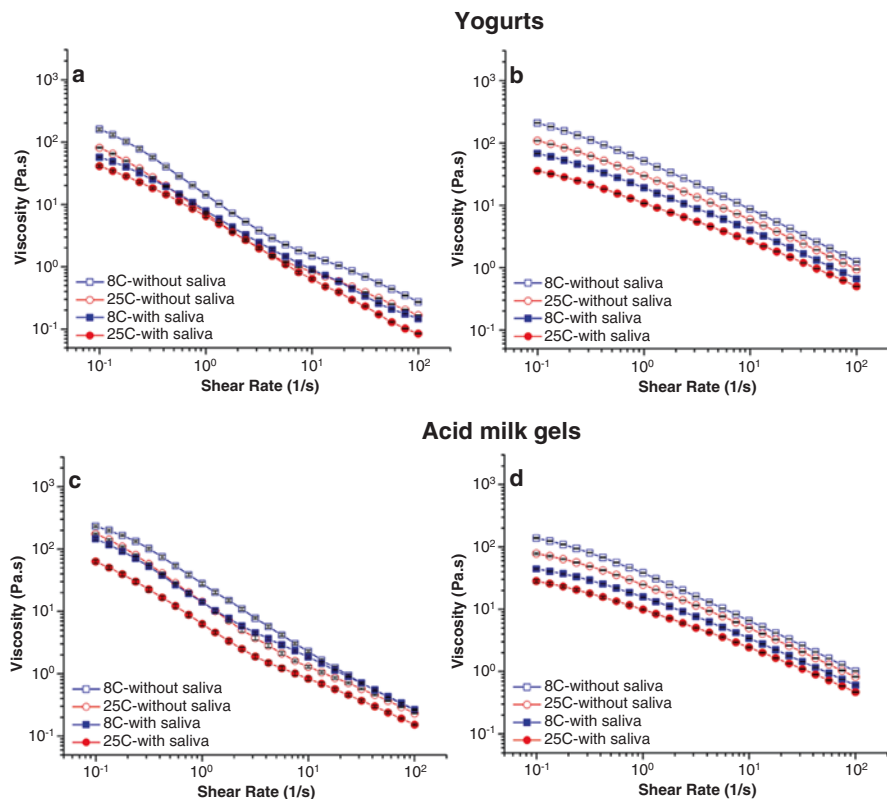 Yogurts
a
Viscosity (Pa.s)
10³
10²
10¹
10⁰
10⁻¹
8C-without saliva
25C-without saliva
8C-with saliva
25C-with saliva
10⁻¹ 10⁰ 10¹ 10²
Shear Rate (1/s)
b
Viscosity (Pa.s)
10³
10²
10¹
10⁰
10⁻¹
8C-without saliva
25C-without saliva
8C-with saliva
25C-with saliva
10⁻¹ 10⁰ 10¹ 10²
Shear Rate (1/s)
Acid milk gels
c
Viscosity (Pa.s)
10³
10²
10¹
10⁰
10⁻¹
8C-without saliva
25C-without saliva
8C-with saliva
25C-with saliva
10⁻¹ 10⁰ 10¹ 10²
Shear Rate (1/s)
d
Viscosity (Pa.s)
10³
10²
10¹
10⁰
10⁻¹
8C-without saliva
25C-without saliva
8C-with saliva
25C-with saliva
10⁻¹ 10⁰ 10¹ 10²
Shear Rate (1/s)